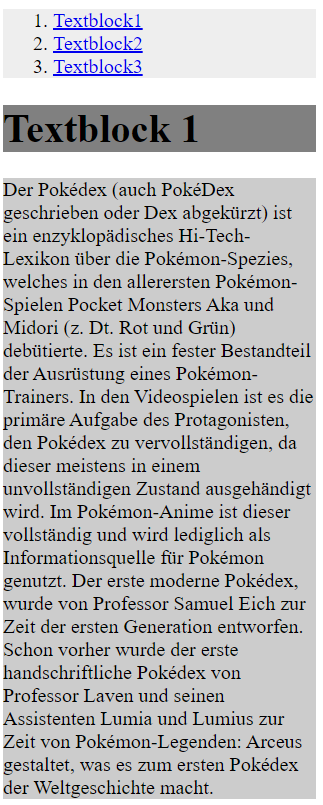 1. Textblock1
2. Textblock2
3. Textblock3
Textblock 1
Der Pokédex (auch PokéDex
geschrieben oder Dex abgekürzt) ist
ein enzyklopädisches Hi-Tech-
Lexikon über die Pokémon-Spezies,
welches in den allerersten Pokémon-
Spielen Pocket Monsters Aka und
Midori (z. Dt. Rot und Grün)
debütierte. Es ist ein fester Bestandteil
der Ausrüstung eines Pokémon-
Trainers. In den Videospielen ist es die
primäre Aufgabe des Protagonisten,
den Pokédex zu vervollständigen, da
dieser meistens in einem
unvollständigen Zustand ausgehändigt
wird. Im Pokémon-Anime ist dieser
vollständig und wird lediglich als
Informationsquelle für Pokémon
genutzt. Der erste moderne Pokédex,
wurde von Professor Samuel Eich zur
Zeit der ersten Generation entworfen.
Schon vorher wurde der erste
handschriftliche Pokédex von
Professor Laven und seinen
Assistenten Lumia und Lumius zur
Zeit von Pokémon-Legenden: Arceus
gestaltet, was es zum ersten Pokédex
der Weltgeschichte macht.